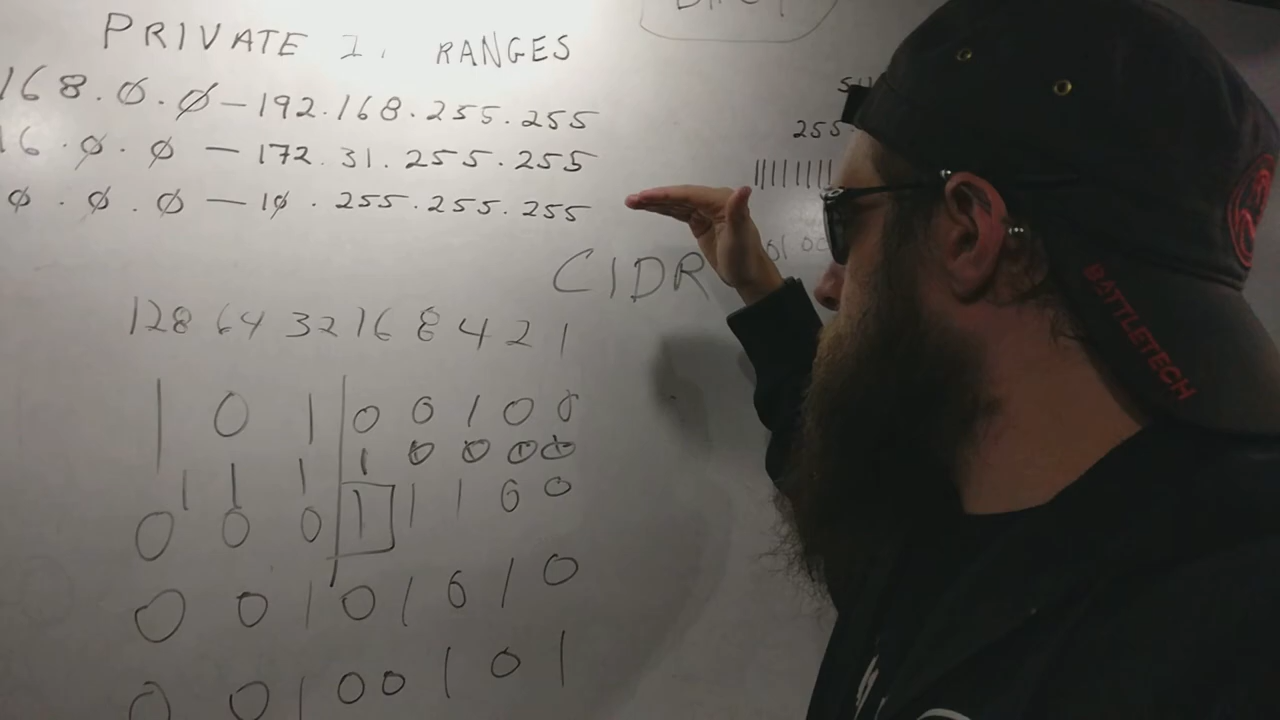 PRIVATE RANGES
168.0.0 – 192.168.255.255
16.0.0 – 172.31.255.255
0.0.0 – 10.255.255.255
255
CIDR
128 64 32 16 8 4 2 1
1 0 1 0 0 1 0 0
1 0 0 0 0
1 1 1 1 1 1 0 0
0 0 0
0 0 1 0 1 0 1 0
0 0 1 0 0 1 0 1
BATTLETECH